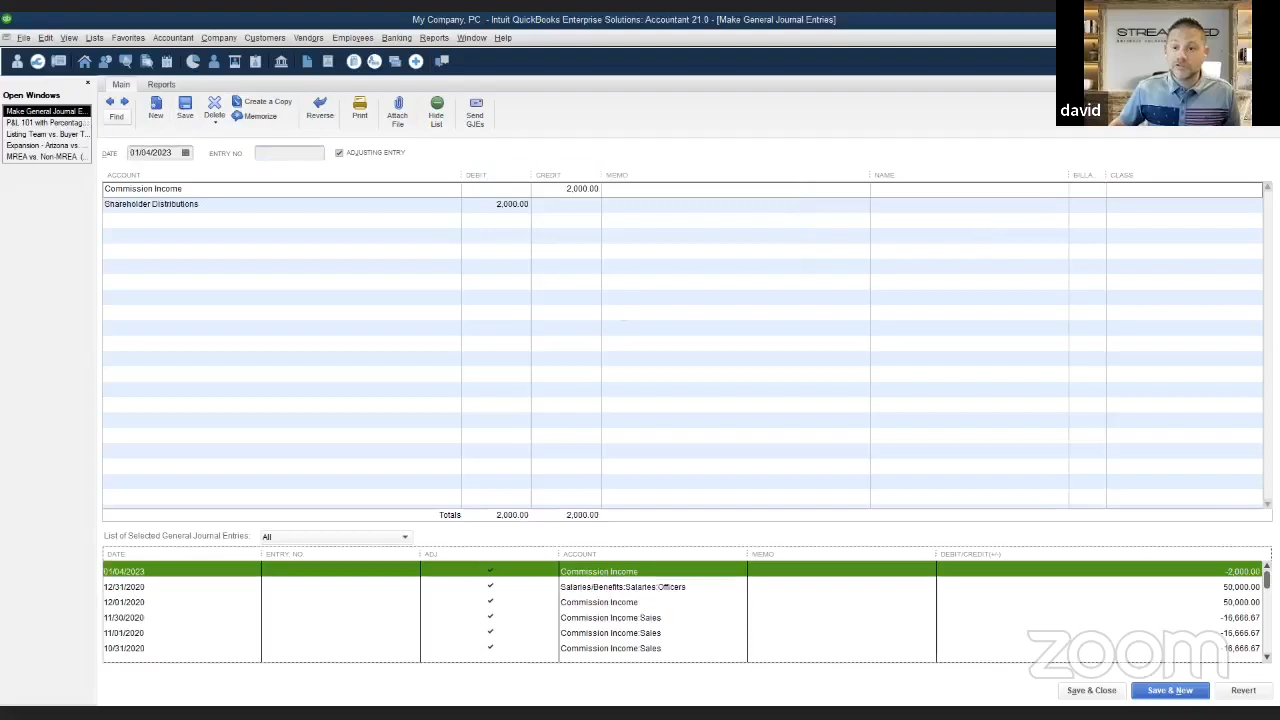 My Company, PC - Intuit QuickBooks Enterprise Solutions: Accountant 21.0 - [Make General Journal Entries]
File Edit View Lists Favorites Accountant Company Customers Vendors Employees Banking Reports Window Help
david
Open Windows
Make General Journal E...
P&L 101 with Percentag...
Listing Team vs. Buyer T...
Expansion - Arizona vs. ...
MREA vs. Non-MREA (...
Main Reports
Find New Save Delete Create a Copy Memorize Reverse Print Attach File Hide List Send GJEs
DATE 01/04/2023 ENTRY NO. ADJUSTING ENTRY
ACCOUNT DEBIT CREDIT MEMO NAME BILLA... CLASS
Commission Income 2,000.00
Shareholder Distributions 2,000.00
Totals 2,000.00 2,000.00
List of Selected General Journal Entries: All
DATE ENTRY NO. ADJ ACCOUNT MEMO DEBIT/CREDIT(+/-)
01/04/2023 Commission Income -2,000.00
12/31/2020 Salaries/Benefits:Salaries:Officers 50,000.00
12/01/2020 Commission Income 50,000.00
11/30/2020 Commission Income:Sales -16,666.67
11/01/2020 Commission Income:Sales -16,666.67
10/31/2020 Commission Income:Sales -16,666.67
zoom
Save & Close Save & New Revert